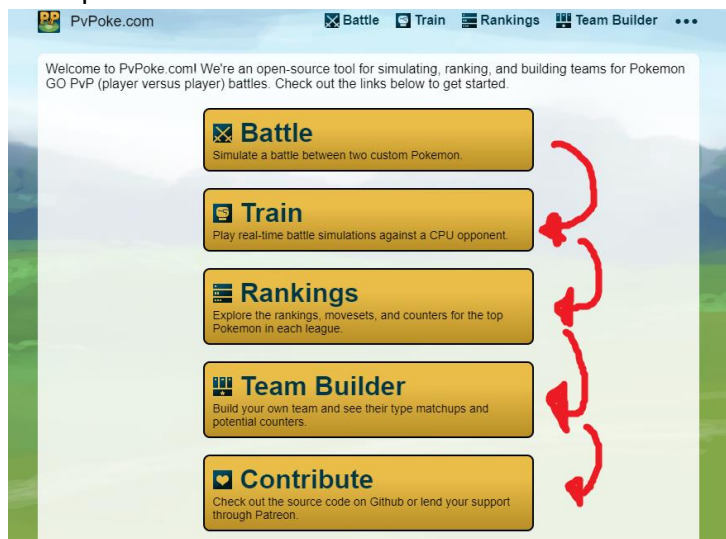 PvPoke.com Battle Train Rankings Team Builder
Welcome to PvPoke.com! We're an open-source tool for simulating, ranking, and building teams for Pokemon
GO PvP (player versus player) battles. Check out the links below to get started.
Battle
Simulate a battle between two custom Pokemon.
Train
Play real-time battle simulations against a CPU opponent.
Rankings
Explore the rankings, movesets, and counters for the top
Pokemon in each league.
Team Builder
Build your own team and see their type matchups and
potential counters.
Contribute
Check out the source code on Github or lend your support
through Patreon.